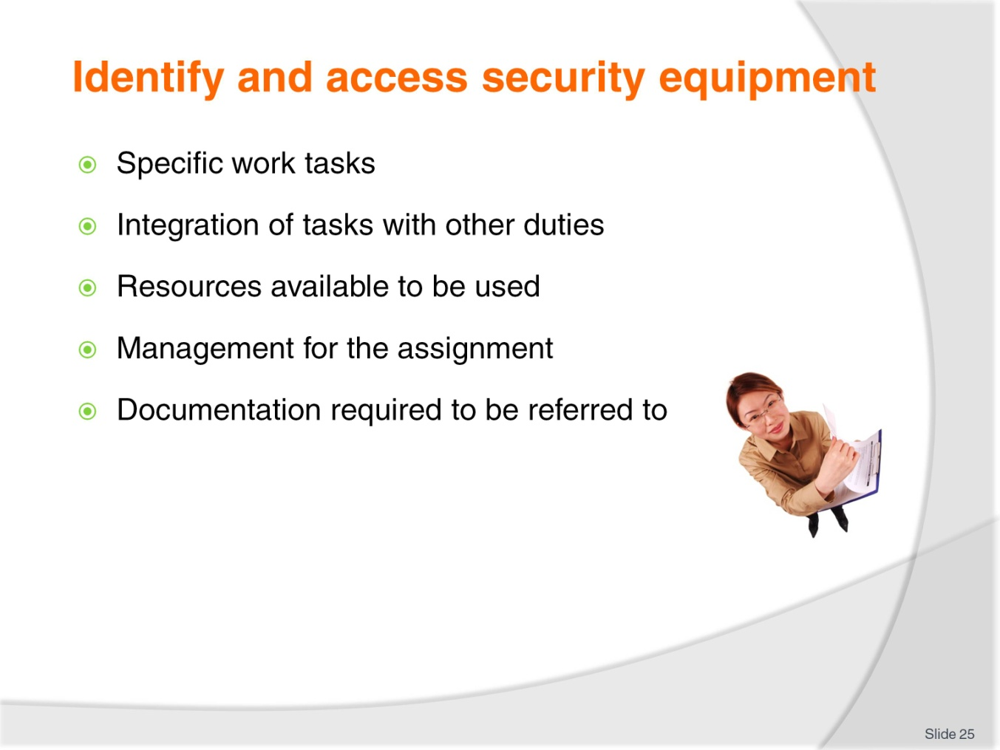 Identify and access security equipment
Specific work tasks
Integration of tasks with other duties
Resources available to be used
Management for the assignment
Documentation required to be referred to
Slide 25